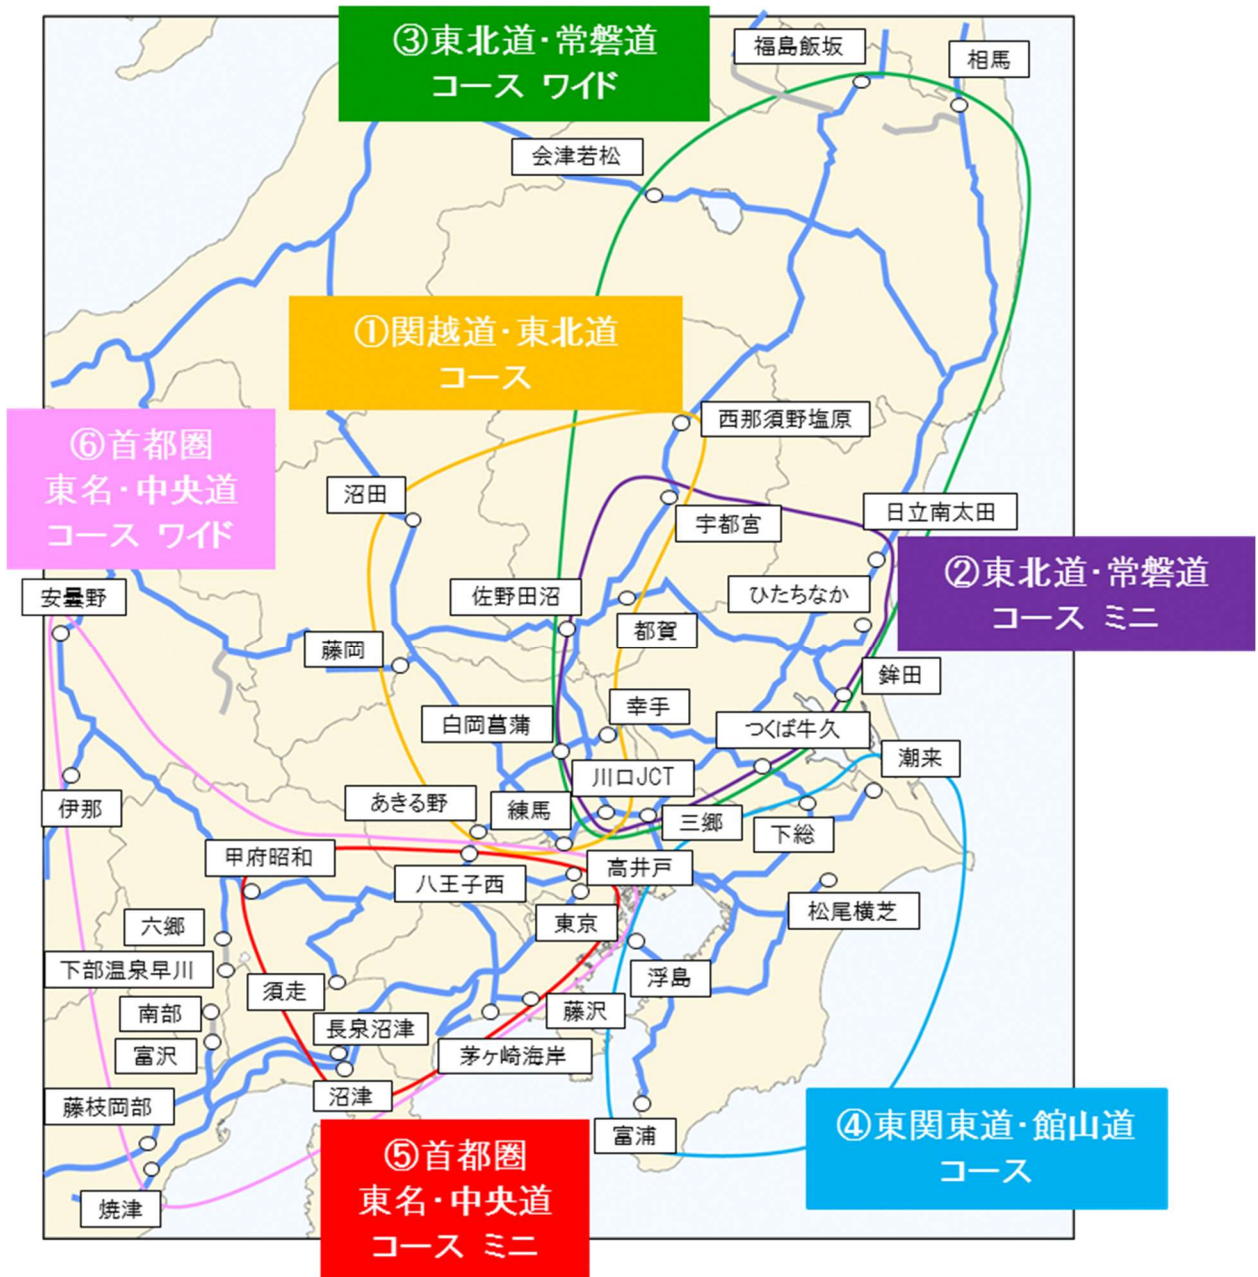 ③東北道・常磐道
コース ワイド
福島飯坂
相馬
会津若松
①関越道・東北道
コース
西那須野塩原
⑥首都圏
東名・中央道
コース ワイド
沼田
宇都宮
日立南太田
②東北道・常磐道
コース ミニ
安曇野
佐野田沼
ひたちなか
都賀
藤岡
鉾田
幸手
白岡菖蒲
つくば牛久
潮来
川口JCT
伊那
あきる野
練馬
三郷
下総
甲府昭和
高井戸
八王子西
松尾横芝
東京
六郷
下部温泉早川
浮島
須走
南部
藤沢
長泉沼津
富沢
茅ヶ崎海岸
沼津
藤枝岡部
富浦
④東関東道・館山道
コース
⑤首都圏
東名・中央道
コース ミニ
焼津